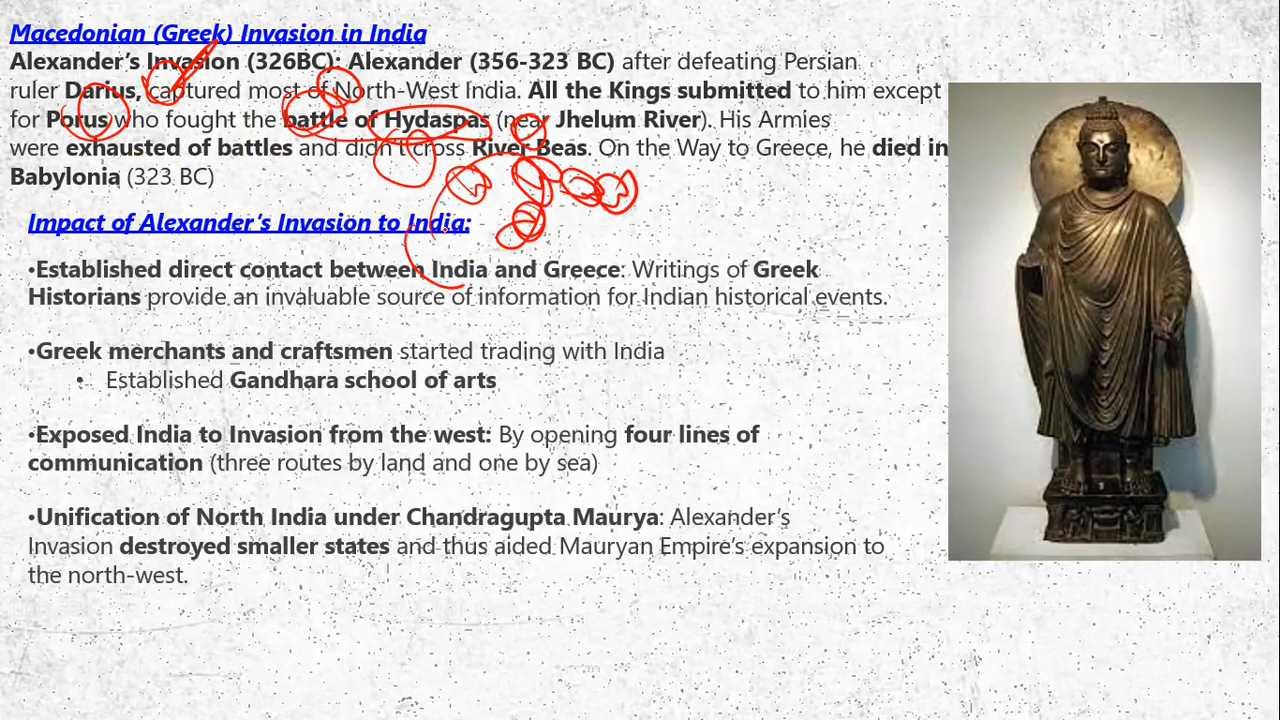 Macedonian (Greek) Invasion in India
Alexander's Invasion (326BC): Alexander (356-323 BC) after defeating Persian
ruler Darius, captured most of North-West India. All the Kings submitted to him except
for Porus who fought the battle of Hydaspas (near Jhelum River). His Armies
were exhausted of battles and didn't cross River Beas. On the Way to Greece, he died in
Babylonia (323 BC)
Impact of Alexander's Invasion to India:
•Established direct contact between India and Greece: Writings of Greek
Historians provide an invaluable source of information for Indian historical events.
•Greek merchants and craftsmen started trading with India
• Established Gandhara school of arts
•Exposed India to Invasion from the west: By opening four lines of
communication (three routes by land and one by sea)
•Unification of North India under Chandragupta Maurya: Alexander's
Invasion destroyed smaller states and thus aided Mauryan Empire's expansion to
the north-west.